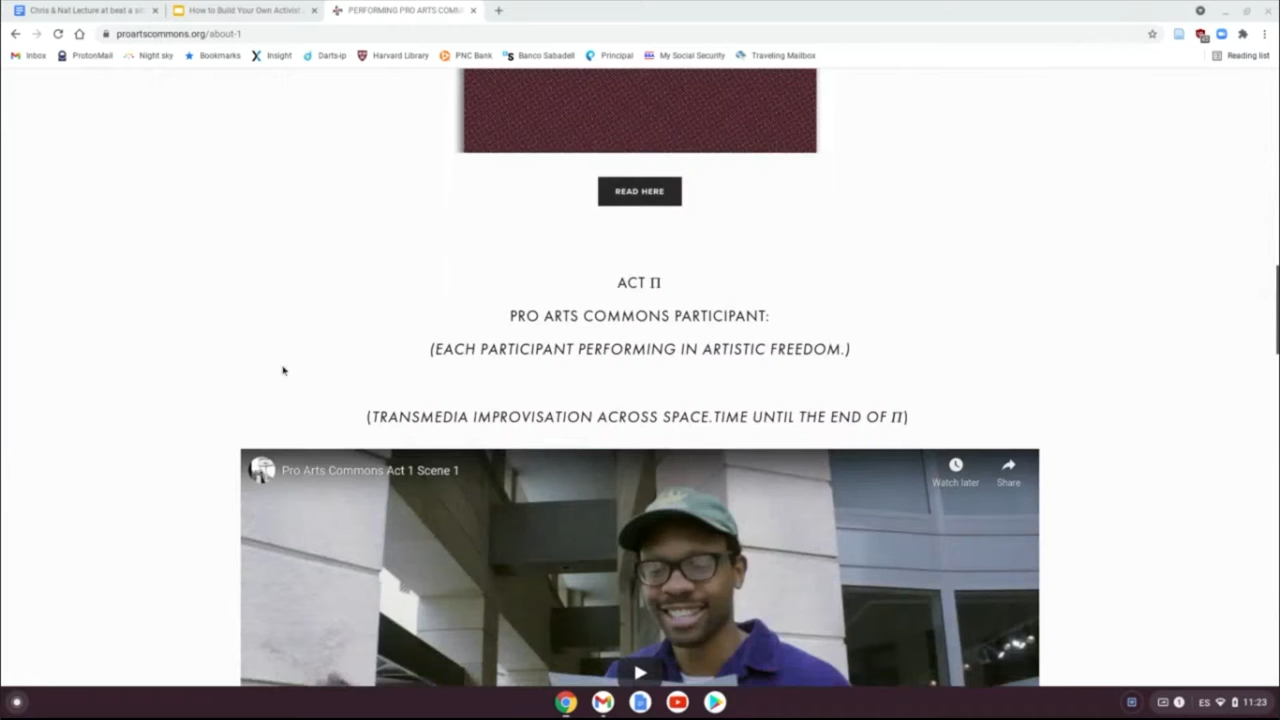 Chris & Nat Lecture at beat a sit
How to Build Your Own Activist
PERFORMING PRO ARTS COMM
proartscommons.org/about-1
Inbox
ProtonMail
Night sky
Bookmarks
Insight
Darts-ip
Harvard Library
PNC Bank
Banco Sabadell
Principal
My Social Security
Traveling Mailbox
Reading list
READ HERE
ACT Π
PRO ARTS COMMONS PARTICIPANT:
(EACH PARTICIPANT PERFORMING IN ARTISTIC FREEDOM.)
(TRANSMEDIA IMPROVISATION ACROSS SPACE.TIME UNTIL THE END OF Π)
Pro Arts Commons Act 1 Scene 1
Watch later
Share
1
ES
11:23